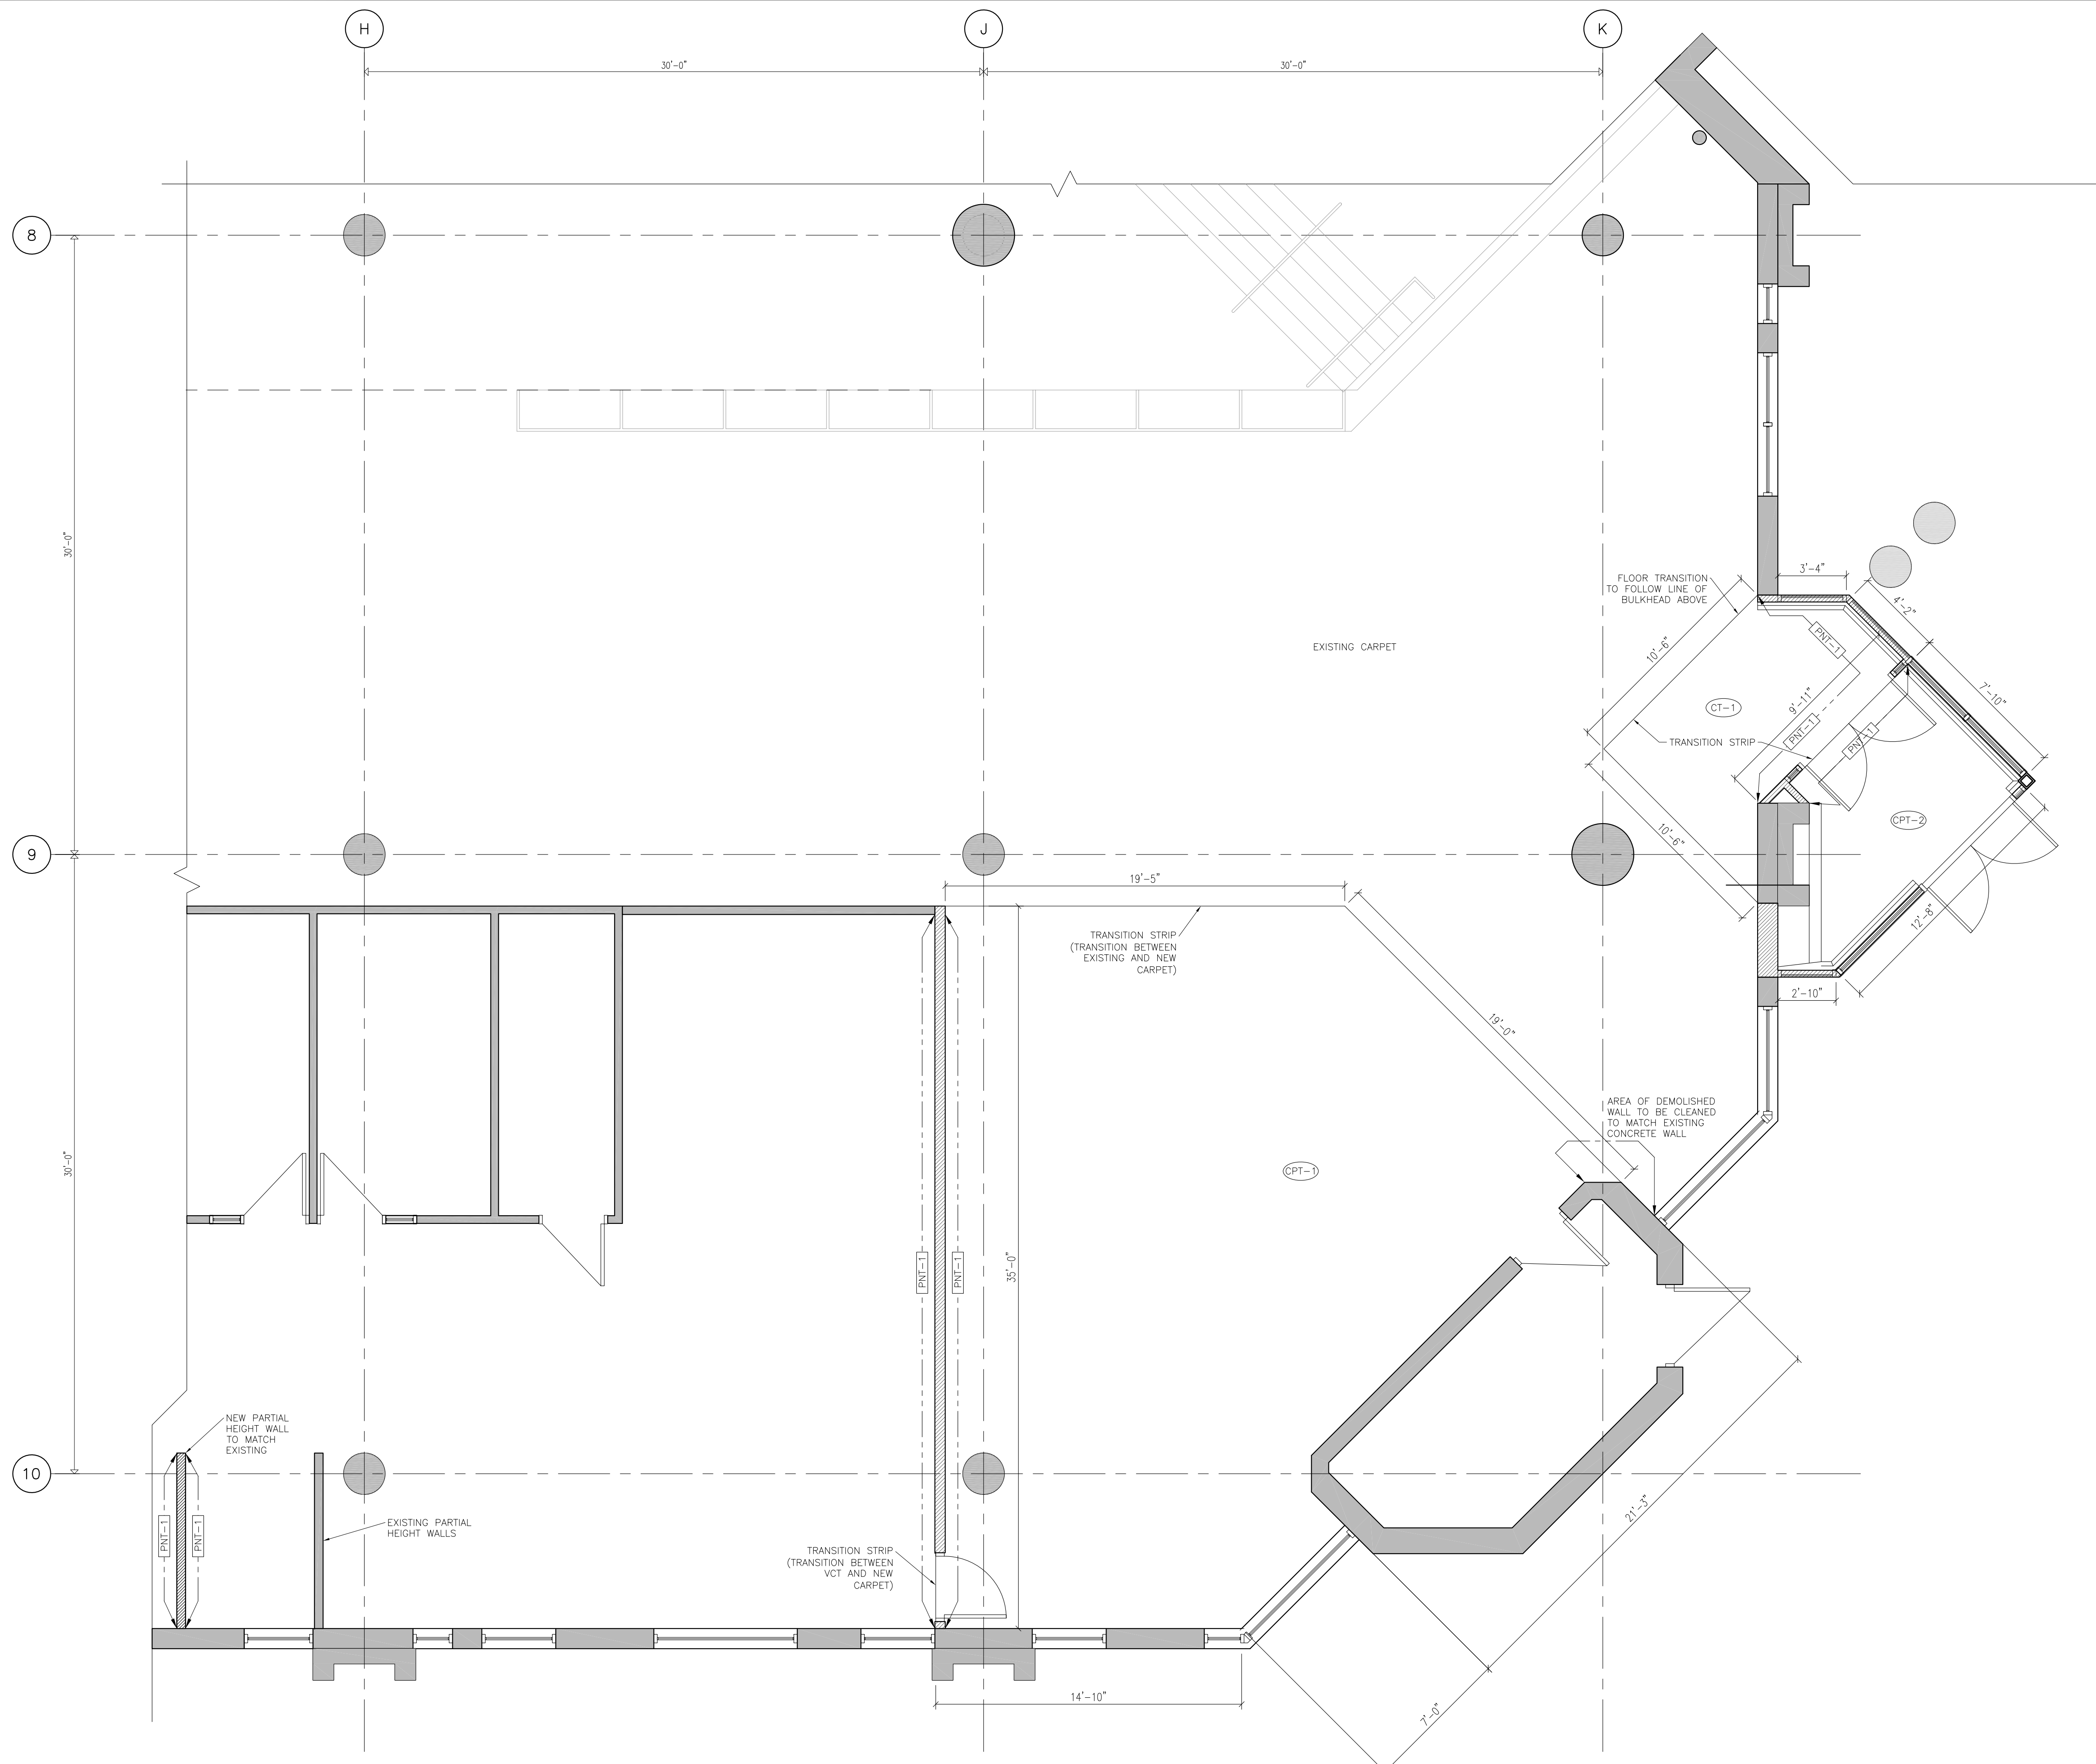 H
J
K
30'-0"
30'-0"
8
30'-0"
FLOOR TRANSITION
TO FOLLOW LINE OF
BULKHEAD ABOVE
3'-4"
4'-2"
PNT-1
10'-6"
EXISTING CARPET
7'-10"
9'-11"
CT-1
PNT-1
PNT-1
TRANSITION STRIP
CPT-2
10'-6"
9
19'-5"
12'-8"
TRANSITION STRIP
(TRANSITION BETWEEN
EXISTING AND NEW
CARPET)
2'-10"
19'-0"
AREA OF DEMOLISHED
WALL TO BE CLEANED
TO MATCH EXISTING
CONCRETE WALL
30'-0"
CPT-1
PNT-1
PNT-1
35'-0"
NEW PARTIAL
HEIGHT WALL
TO MATCH
EXISTING
10
21'-3"
PNT-1
PNT-1
EXISTING PARTIAL
HEIGHT WALLS
TRANSITION STRIP
(TRANSITION BETWEEN
VCT AND NEW
CARPET)
14'-10"
7'-0"